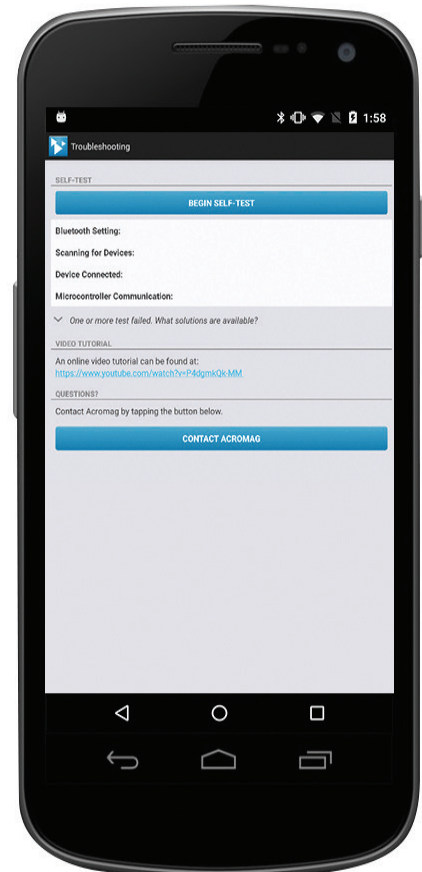 1:58
Troubleshooting
SELF-TEST
BEGIN SELF-TEST
Bluetooth Setting:
Scanning for Devices:
Device Connected:
Microcontroller Communication:
One or more test failed. What solutions are available?
VIDEO TUTORIAL
An online video tutorial can be found at:
https://www.youtube.com/watch?v=P4dgmkQk-MM
QUESTIONS?
Contact Acromag by tapping the button below.
CONTACT ACROMAG